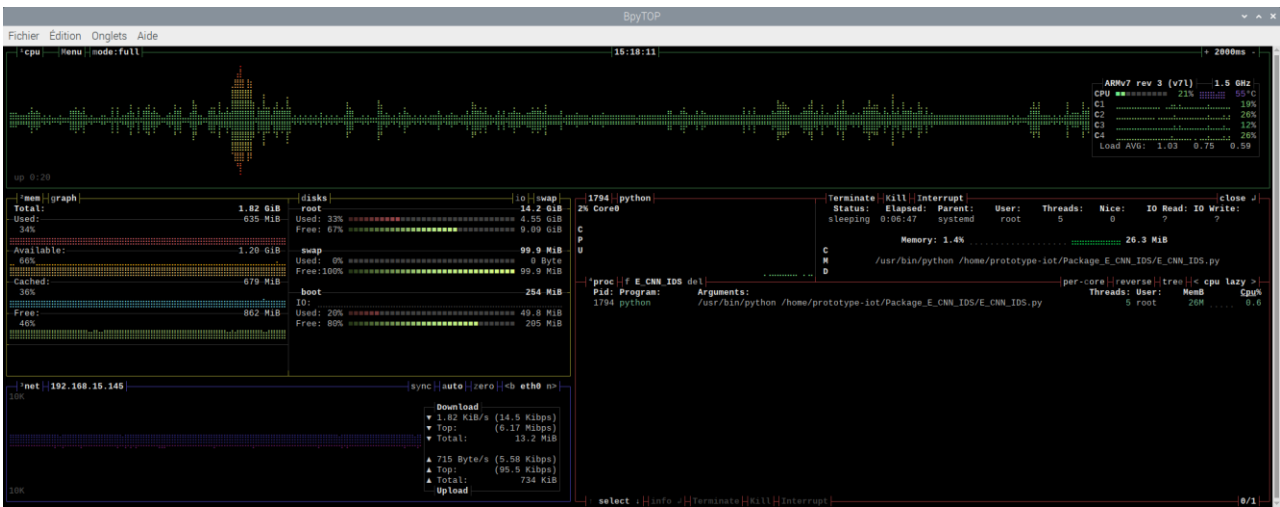 BpyTOP
Fichier Édition Onglets Aide
¹cpu Menu mode:full 15:18:11 + 2000ms -
ARMv7 rev 3 (v7l) 1.5 GHz
CPU 21% 55°C
C1 19%
C2 26%
C3 12%
C4 26%
Load AVG: 1.03 0.75 0.59
up 0:20
²mem graph
Total: 1.82 GiB
Used: 635 MiB
34%
Available: 1.20 GiB
66%
Cached: 679 MiB
36%
Free: 862 MiB
46%
disks io swap
root 14.2 GiB
Used: 33% 4.55 GiB
Free: 67% 9.09 GiB
swap 99.9 MiB
Used: 0% 0 Byte
Free:100% 99.9 MiB
boot 254 MiB
IO:
Used: 20% 49.8 MiB
Free: 80% 205 MiB
³net 192.168.15.145 sync auto zero <b eth0 n>
10K
Download
▼ 1.82 KiB/s (14.5 Kibps)
▼ Top: (6.17 Mibps)
▼ Total: 13.2 MiB
▲ 715 Byte/s (5.58 Kibps)
▲ Top: (95.5 Kibps)
▲ Total: 734 KiB
Upload
10K
1794 python Terminate Kill Interrupt close ↲
2% Core0
C
P
U
Status: Elapsed: Parent: User: Threads: Nice: IO Read: IO Write:
sleeping 0:06:47 systemd root 5 0 ? ?
Memory: 1.4% 26.3 MiB
C
M /usr/bin/python /home/prototype-iot/Package_E_CNN_IDS/E_CNN_IDS.py
D
⁴proc f E_CNN_IDS del per-core reverse tree < cpu lazy >
Pid: Program: Arguments: Threads: User: MemB Cpu%
1794 python /usr/bin/python /home/prototype-iot/Package_E_CNN_IDS/E_CNN_IDS.py 5 root 26M 0.6
↑ select ↓ info ↲ Terminate Kill Interrupt 0/1